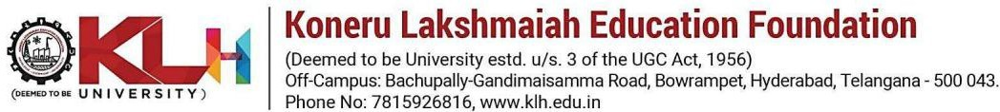 KLH
(DEEMED TO BE UNIVERSITY)
Koneru Lakshmaiah Education Foundation
(Deemed to be University estd. u/s. 3 of the UGC Act, 1956)
Off-Campus: Bachupally-Gandimaisamma Road, Bowrampet, Hyderabad, Telangana - 500 043.
Phone No: 7815926816, www.klh.edu.in